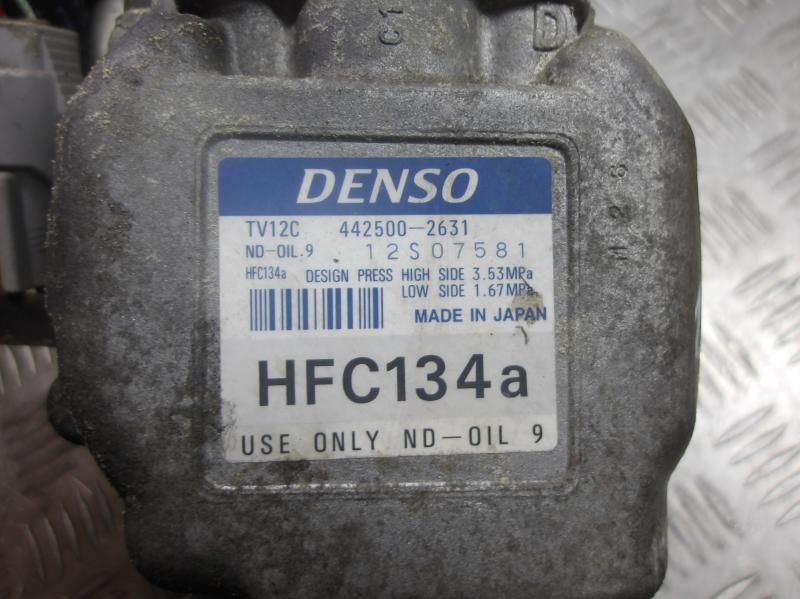 C1
D
DENSO
TV12C 442500-2631
ND-OIL.9 12S07581
HFC134a DESIGN PRESS HIGH SIDE 3.53MPa
LOW SIDE 1.67MPa
MADE IN JAPAN
HFC134a
USE ONLY ND-OIL 9